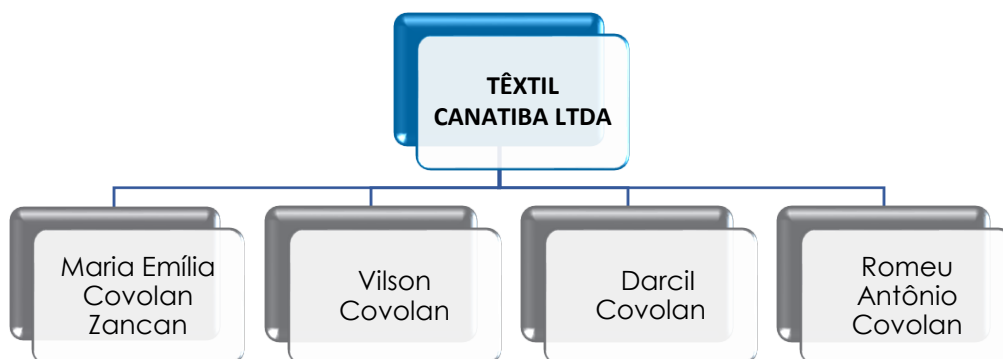 TÊXTIL
CANATIBA LTDA
Maria Emília
Covolan
Zancan
Vilson
Covolan
Darcil
Covolan
Romeu
Antônio
Covolan